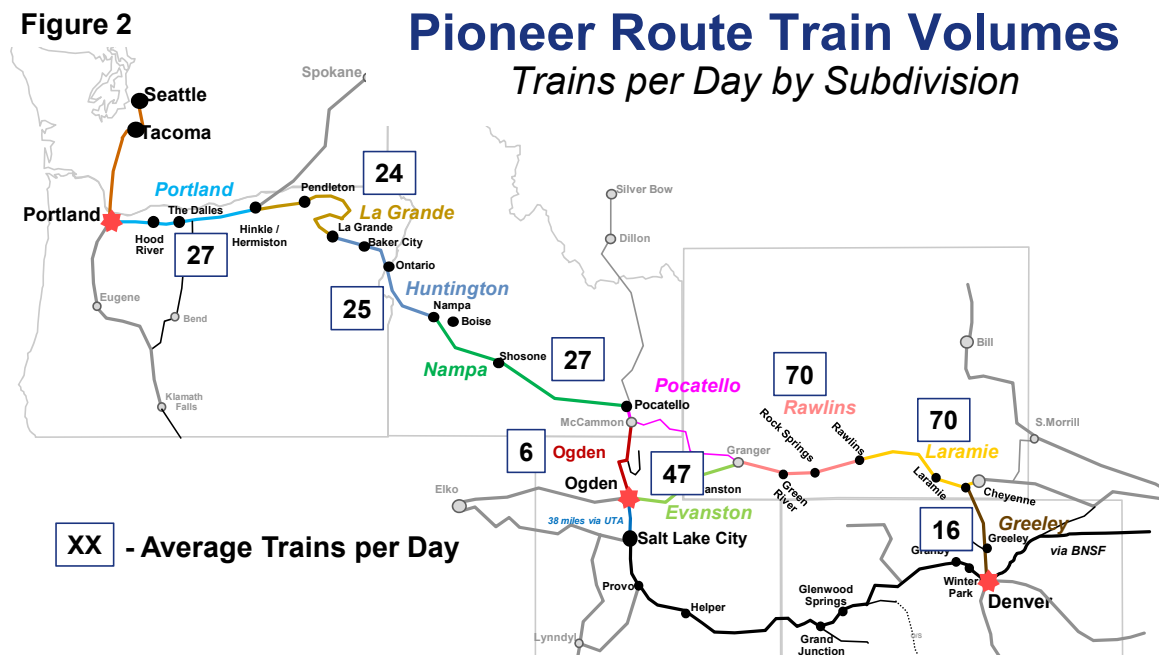 Figure 2
Pioneer Route Train Volumes
Trains per Day by Subdivision
Spokane
Seattle
Tacoma
24
Silver Bow
Portland
Pendleton
Portland
The Dalles
La Grande
La Grande
Hood
River
Hinkle /
Hermiston
Baker City
Dillon
27
Ontario
Huntington
Eugene
25
Nampa
Boise
Bend
Bill
Shosone
27
Nampa
70
Pocatello
Rawlins
Klamath
Falls
Pocatello
McCammon
Rock Springs
Rawlins
70
S.Morrill
6
Ogden
Granger
Laramie
47
Ogden
anston
Green
River
Laramie
Cheyenne
Elko
Evanston
38 miles via UTA
16
Greeley
XX
- Average Trains per Day
Salt Lake City
Greeley
via BNSF
Granby
Winter
Park
Provo
Denver
Glenwood
Springs
Helper
Lynndyl
Grand
Junction
O/S